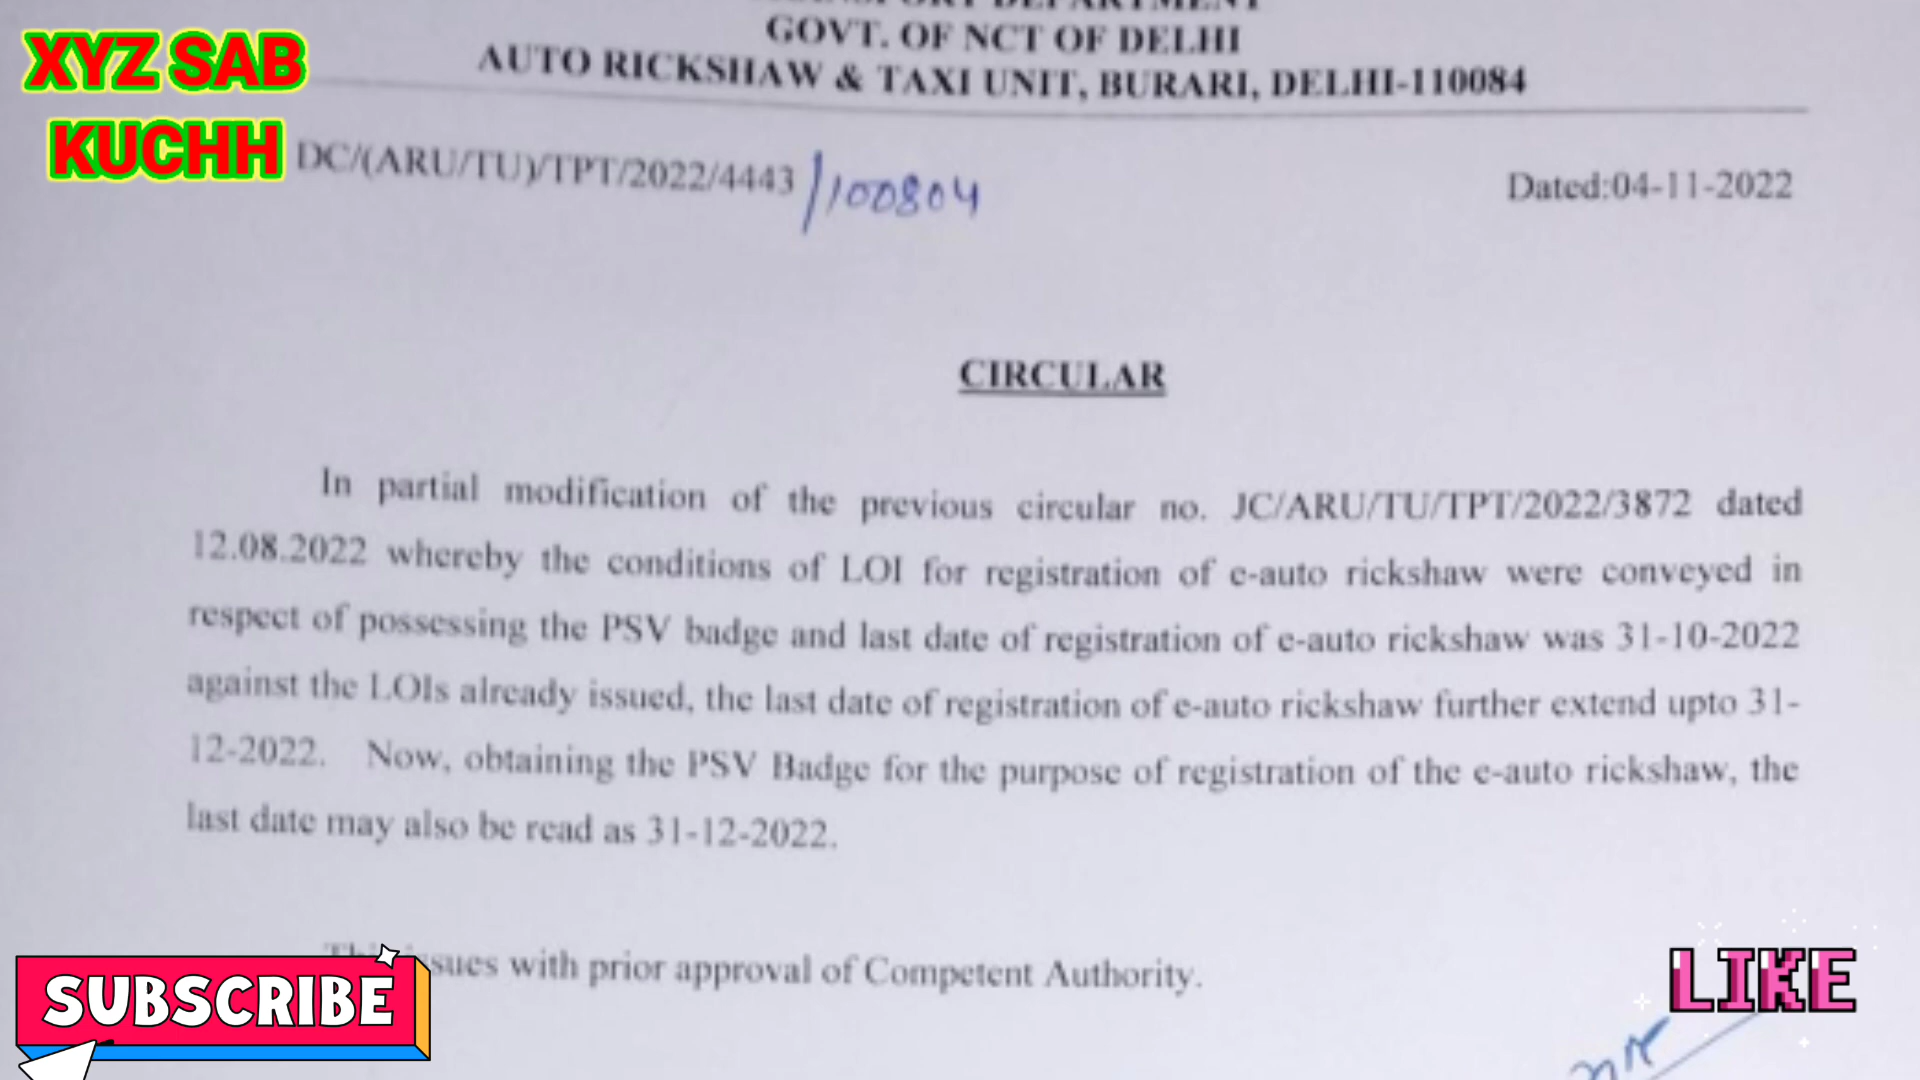 TRANSPORT DEPARTMENT
GOVT. OF NCT OF DELHI
AUTO RICKSHAW & TAXI UNIT, BURARI, DELHI-110084
XYZ SAB
KUCHH
DC/(ARU/TU)/TPT/2022/4443/100804
Dated:04-11-2022
CIRCULAR
In partial modification of the previous circular no. JC/ARU/TU/TPT/2022/3872 dated
12.08.2022 whereby the conditions of LOI for registration of e-auto rickshaw were conveyed in
respect of possessing the PSV badge and last date of registration of e-auto rickshaw was 31-10-2022
against the LOIs already issued, the last date of registration of e-auto rickshaw further extend upto 31-
12-2022. Now, obtaining the PSV Badge for the purpose of registration of the e-auto rickshaw, the
last date may also be read as 31-12-2022.
This issues with prior approval of Competent Authority.
SUBSCRIBE
LIKE